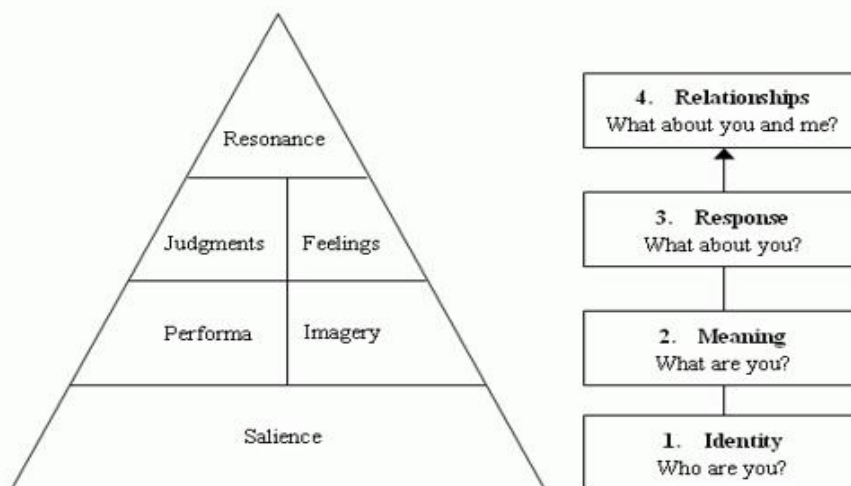 Resonance
Judgments
Feelings
Performa
Imagery
Salience
4. Relationships
What about you and me?
3. Response
What about you?
2. Meaning
What are you?
1. Identity
Who are you?